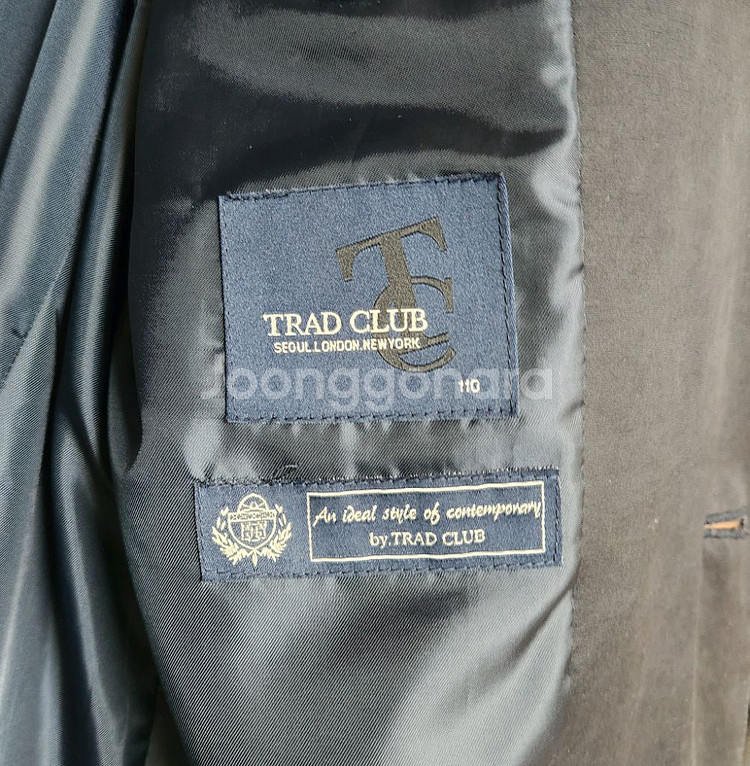 TC
TRAD CLUB
SEOUL.LONDON.NEWYORK
110
Joonggonara
An ideal style of contemporary
by.TRAD CLUB